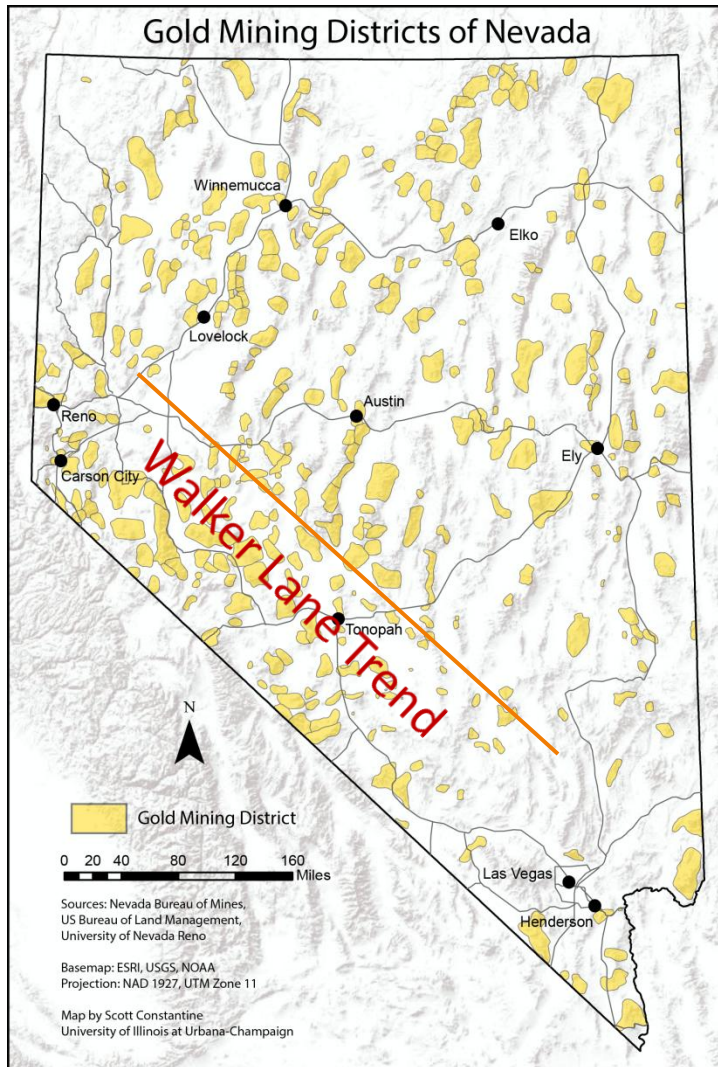 Gold Mining Districts of Nevada
Winnemucca
Elko
Lovelock
Reno
Austin
Carson City
Ely
Walker Lane Trend
Tonopah
N
Gold Mining District
0 20 40 80 120 160
Miles
Las Vegas
Henderson
Sources: Nevada Bureau of Mines,
US Bureau of Land Management,
University of Nevada Reno
Basemap: ESRI, USGS, NOAA
Projection: NAD 1927, UTM Zone 11
Map by Scott Constantine
University of Illinois at Urbana-Champaign